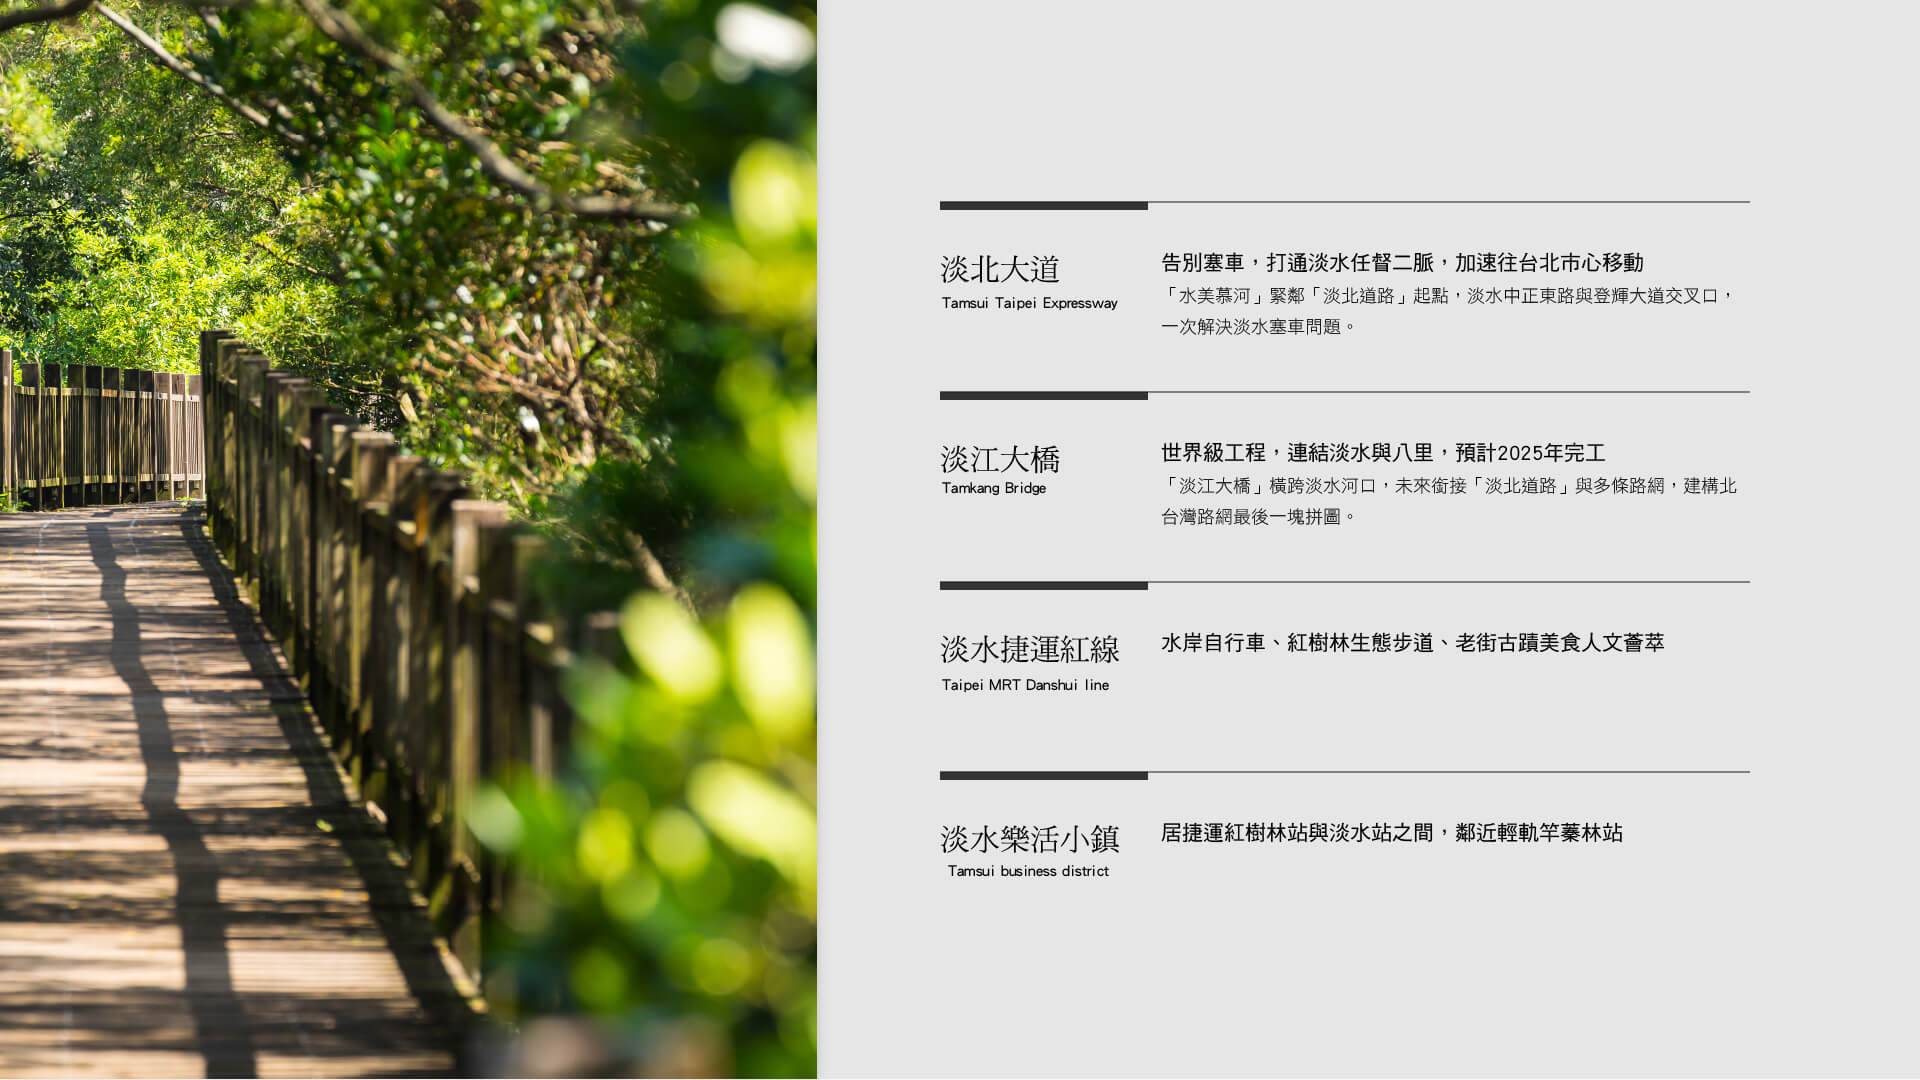 淡北大道
Tamsui Taipei Expressway
告別塞車，打通淡水任督二脈，加速往台北市心移動
「水美慕河」緊鄰「淡北道路」起點，淡水中正東路與登輝大道交叉口，
一次解決淡水塞車問題。
淡江大橋
Tamkang Bridge
世界級工程，連結淡水與八里，預計2025年完工
「淡江大橋」橫跨淡水河口，未來銜接「淡北道路」與多條路網，建構北
台灣路網最後一塊拼圖。
淡水捷運紅線
Taipei MRT Danshui line
水岸自行車、紅樹林生態步道、老街古蹟美食人文薈萃
淡水樂活小鎮
Tamsui business district
居捷運紅樹林站與淡水站之間，鄰近輕軌竿蓁林站